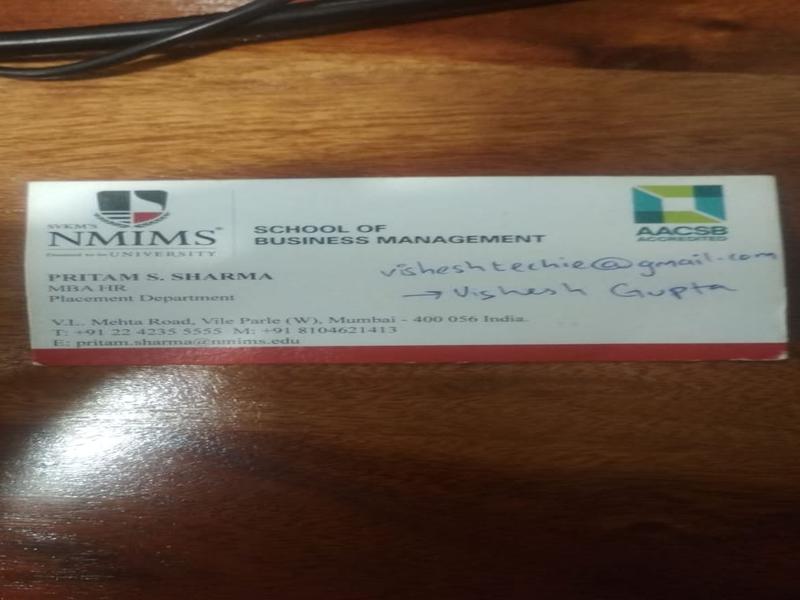 SVKM'S
NMIMS®
Deemed to be UNIVERSITY
SCHOOL OF
BUSINESS MANAGEMENT
AACSB
ACCREDITED
PRITAM S. SHARMA
MBA HR
Placement Department
visheshtechie@gmail.com
→ Vishesh Gupta
V.L. Mehta Road, Vile Parle (W), Mumbai - 400 056 India.
T: +91 22 4235 5555 M: +91 8104621413
E: pritam.sharma@nmims.edu